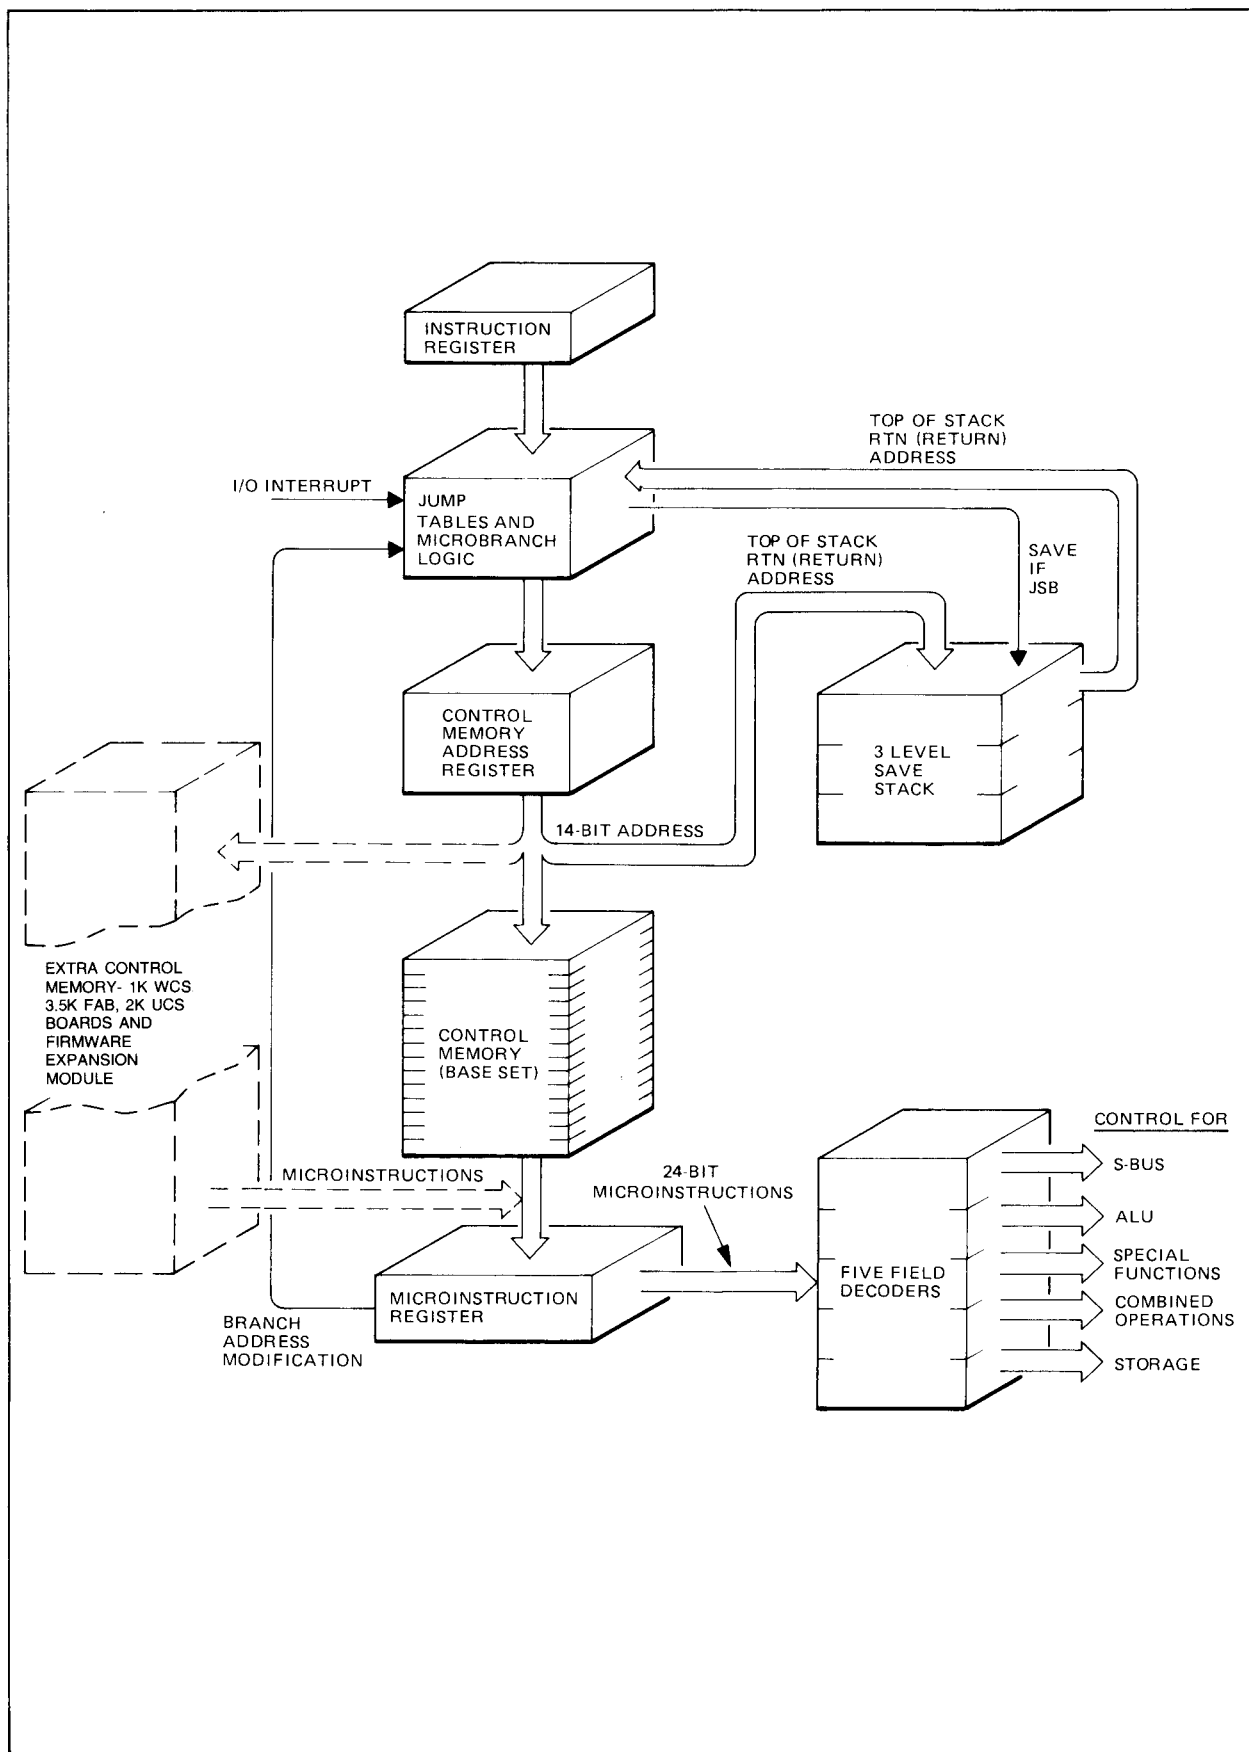 INSTRUCTION
REGISTER
TOP OF STACK
RTN (RETURN)
ADDRESS
I/O INTERRUPT
JUMP
TABLES AND
MICROBRANCH
LOGIC
TOP OF STACK
RTN (RETURN)
ADDRESS
SAVE
IF
JSB
CONTROL
MEMORY
ADDRESS
REGISTER
3 LEVEL
SAVE
STACK
14-BIT ADDRESS
EXTRA CONTROL
MEMORY- 1K WCS
3.5K FAB, 2K UCS
BOARDS AND
FIRMWARE
EXPANSION
MODULE
CONTROL
MEMORY
(BASE SET)
MICROINSTRUCTIONS
24-BIT
MICROINSTRUCTIONS
CONTROL FOR
S-BUS
ALU
SPECIAL
FUNCTIONS
COMBINED
OPERATIONS
STORAGE
FIVE FIELD
DECODERS
MICROINSTRUCTION
REGISTER
BRANCH
ADDRESS
MODIFICATION